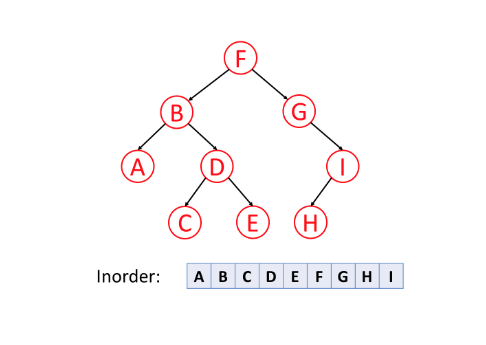 F
B G
A D I
C E H
Inorder: A B C D E F G H I